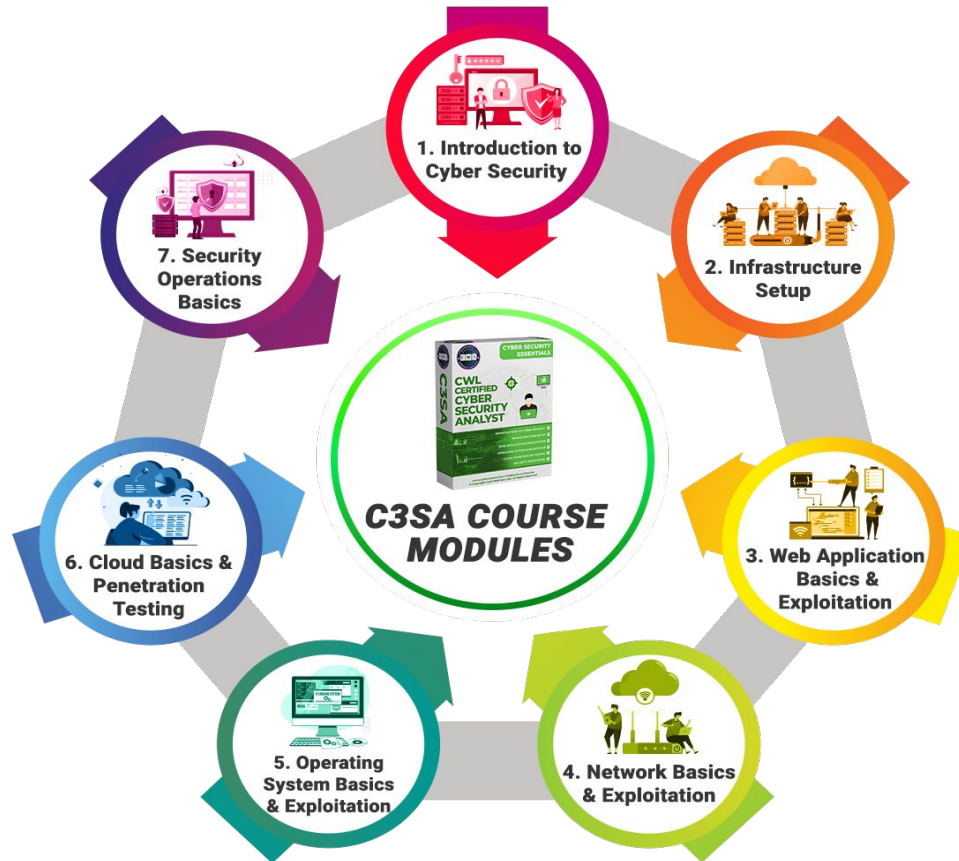 1. Introduction to
Cyber Security
2. Infrastructure
Setup
3. Web Application
Basics &
Exploitation
4. Network Basics
& Exploitation
5. Operating
System Basics
& Exploitation
6. Cloud Basics &
Penetration
Testing
7. Security
Operations
Basics
CYBER SECURITY
ESSENTIALS
C3SA
CWL
CERTIFIED
CYBER
SECURITY
ANALYST
C3SA COURSE
MODULES